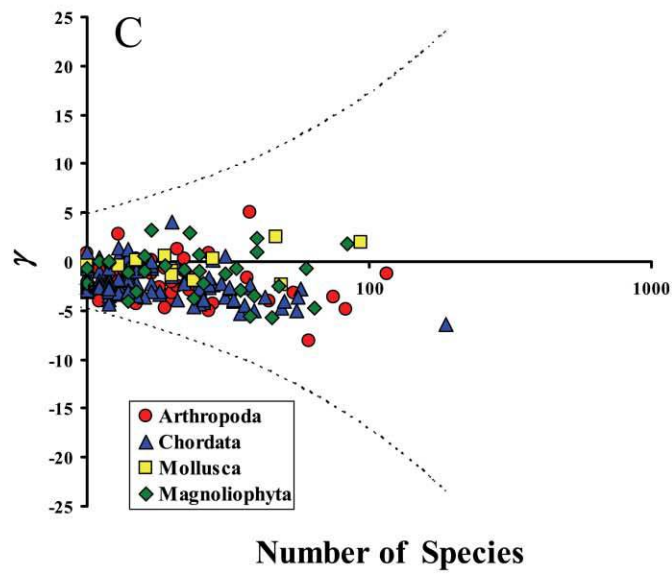 C
25
20
15
10
5
0
-5
-10
-15
-20
-25
γ
100
1000
Arthropoda
Chordata
Mollusca
Magnoliophyta
Number of Species